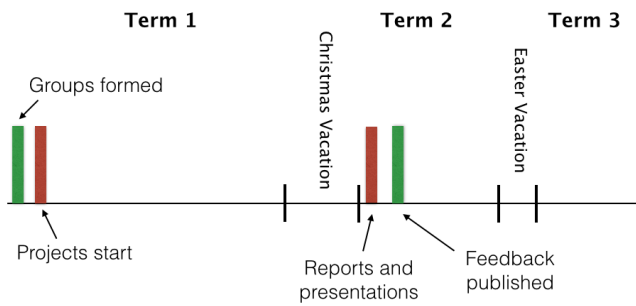 Term 1
Term 2
Term 3
Christmas Vacation
Easter Vacation
Groups formed
Projects start
Reports and
presentations
Feedback
published